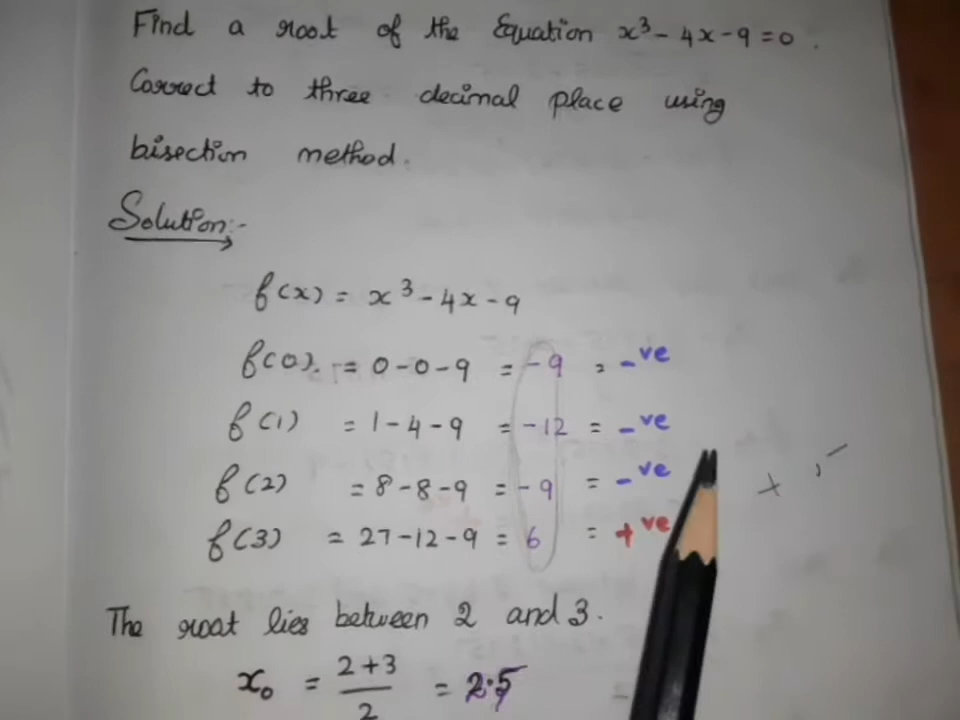 Find a root of the Equation x³ - 4x - 9 = 0.
Correct to three decimal place using
bisection method.
Solution:-
f(x) = x³ - 4x - 9
f(0) = 0 - 0 - 9 = -9 = -ve
f(1) = 1 - 4 - 9 = -12 = -ve
f(2) = 8 - 8 - 9 = -9 = -ve
+ , -
f(3) = 27 - 12 - 9 = 6 = +ve
The root lies between 2 and 3.
x₀ = (2+3)/2 = 2.5